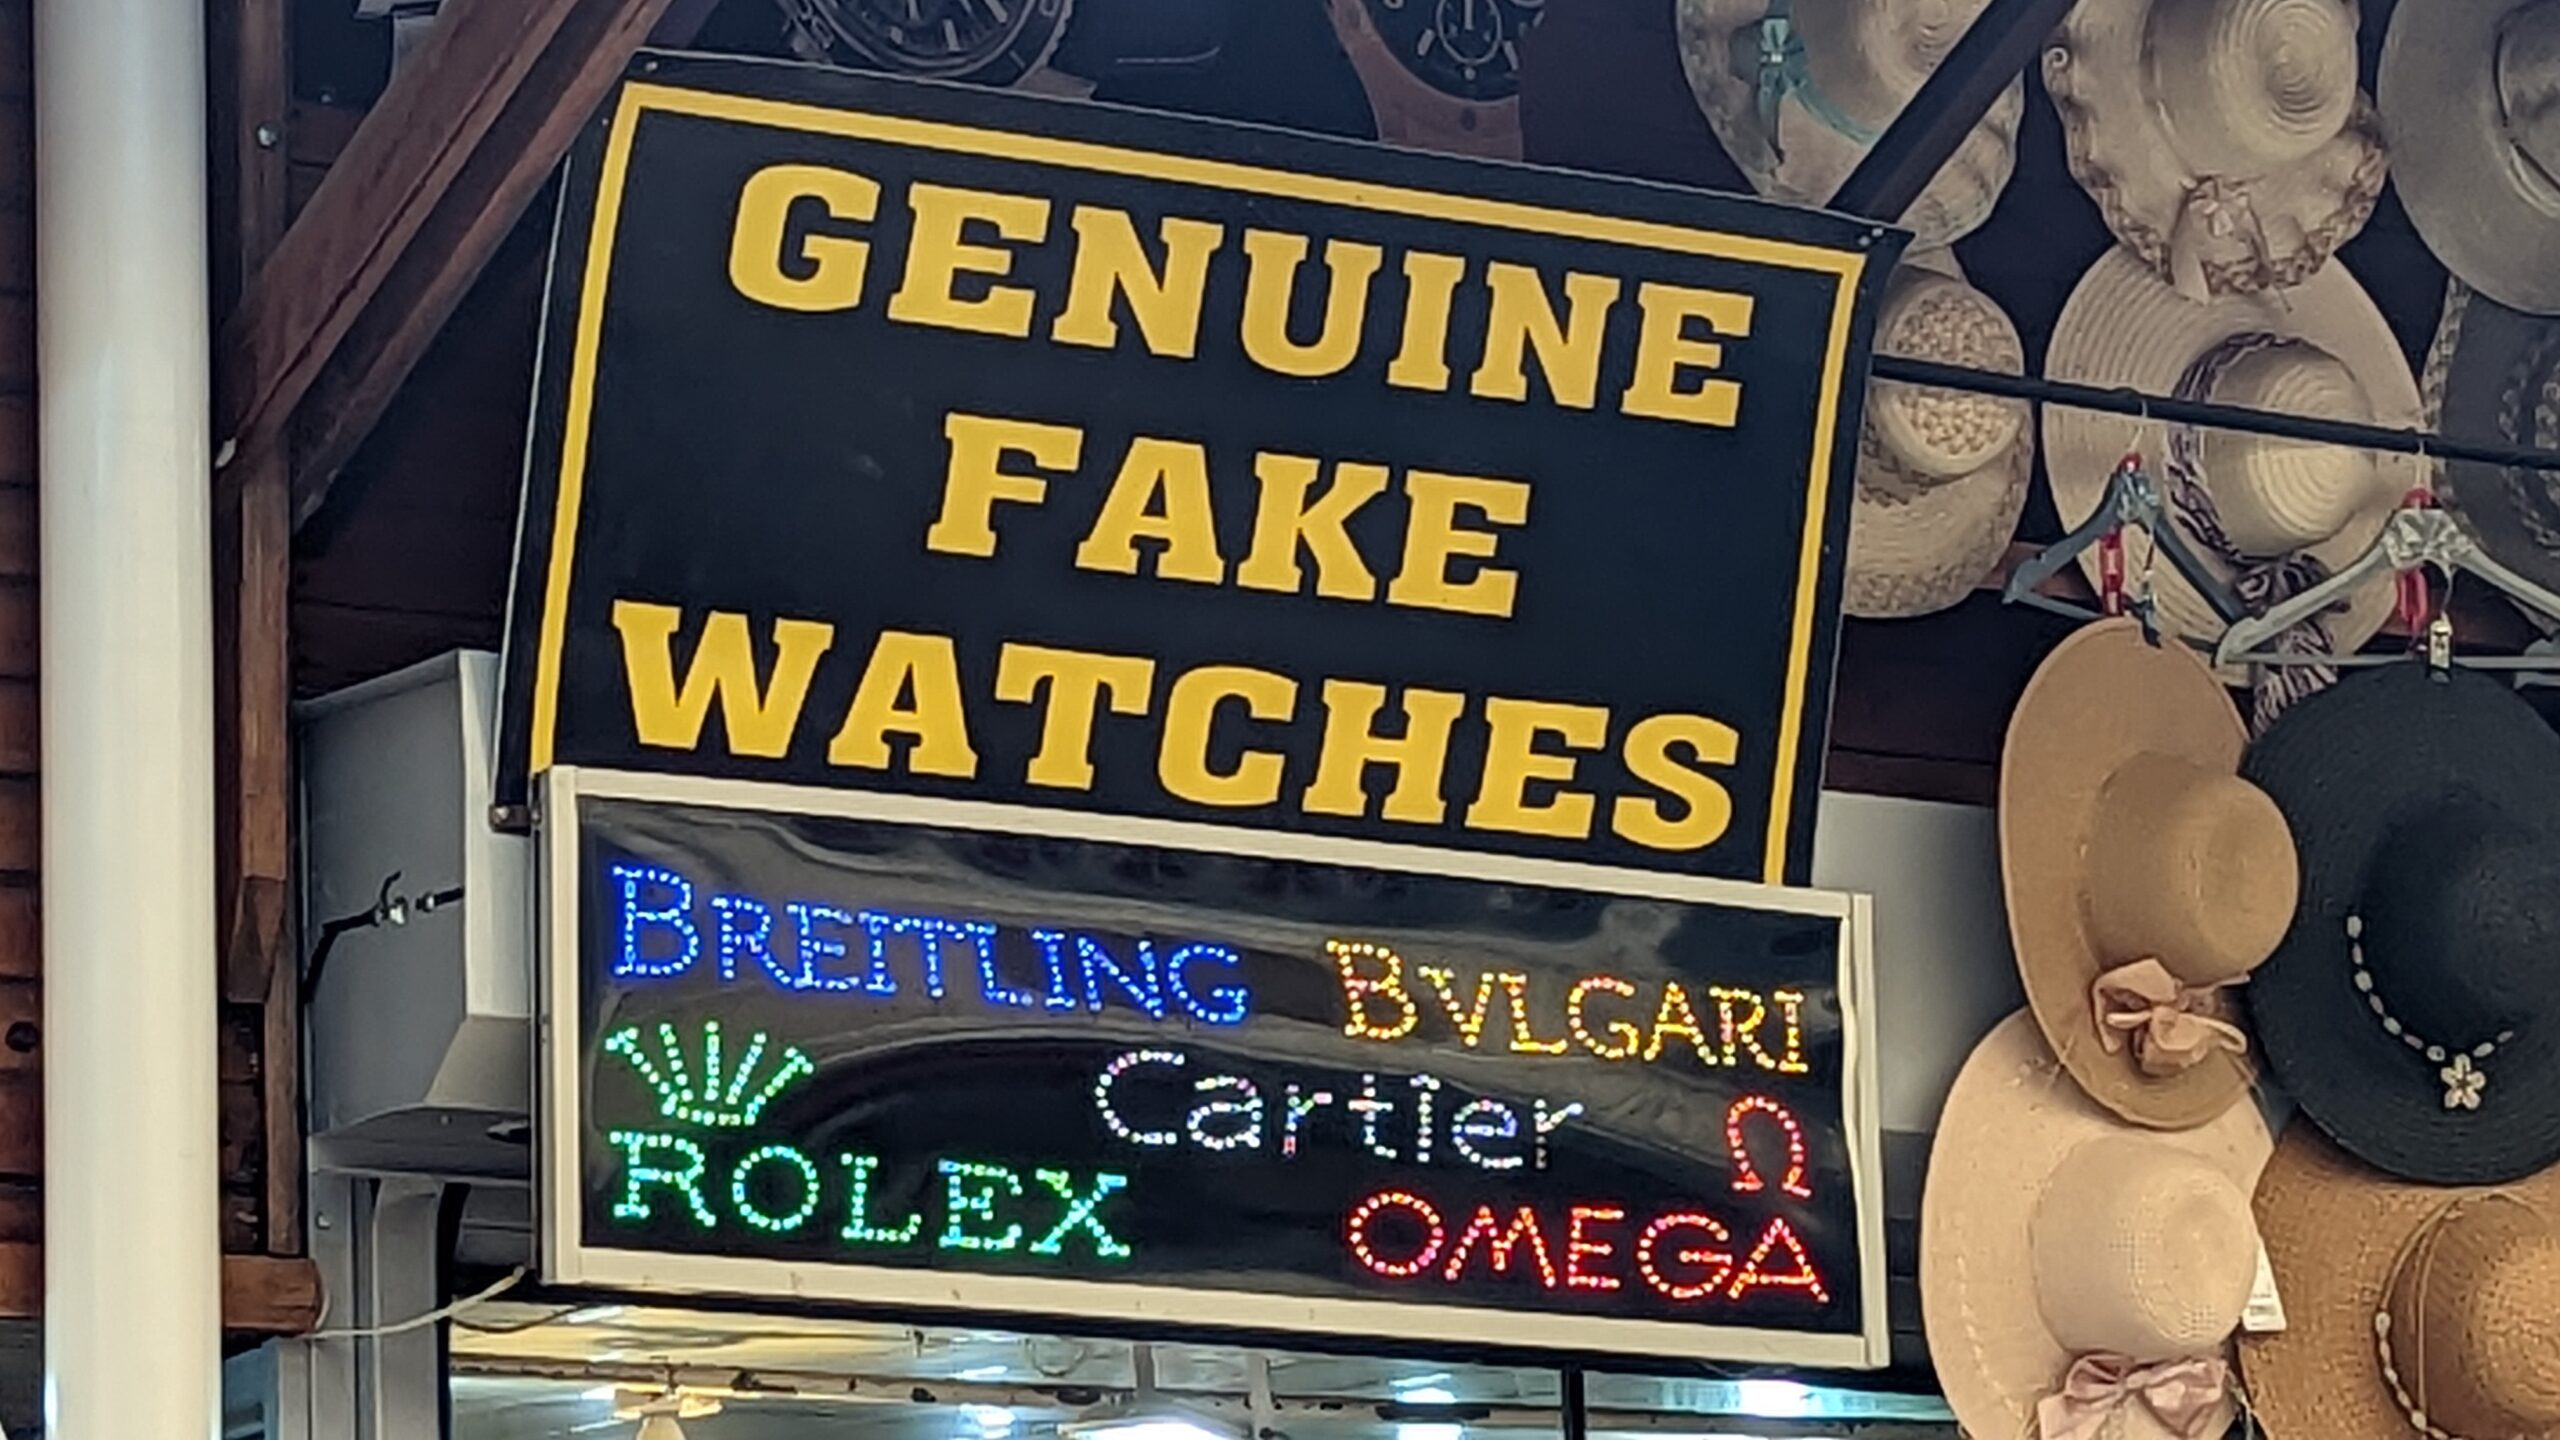 GENUINE
FAKE
WATCHES
BREITLING BVLGARI
Cartier Ω
ROLEX OMEGA